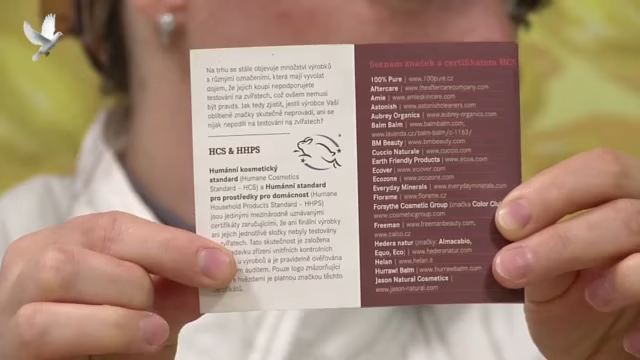 Na trhu se stále objevuje množství výrobků
s různými označeními, která mají vyvolat
dojem, že jejich koupí nepodporujete
testování na zvířatech, což ovšem nemusí
být pravda. Jak tedy zjistit, jestli výrobce Vaší
oblíbené značky skutečně neprovádí, ani se
nijak nepodílí na testování na zvířatech?
HCS & HHPS
Humánní kosmetický
standard (Humane Cosmetics
Standard – HCS) a Humánní standard
pro prostředky pro domácnost (Humane
Household Products Standard – HHPS)
jsou jedinými mezinárodně uznávanými
certifikáty zaručujícími, že ani finální výrobky
ani jejich jednotlivé složky nebyly testovány
zvířatech. Tato skutečnost je založena
vnitřních kontrolních
u výrobců a je pravidelně ověřována
auditem. Pouze logo znázorňující
hvězdami je platnou značkou těchto
Seznam značek s certifikátem HCS
100% Pure | www.100pure.cz
Aftercare | www.theaftercarecompany.com
Amie | www.amieskincare.com
Astonish | www.astonishcleaners.com
Aubrey Organics | www.aubrey-organics.com
Balm Balm | www.balmbalm.com,
www.lavanda.cz/balm-balm/c-1163/
BM Beauty | www.bmbeauty.com
Cuccio Naturale | www.cuccio.com
Earth Friendly Products | www.ecos.com
Ecover | www.ecover.com
Ecozone | www.ecozone.com
Everyday Minerals | www.everydayminerals.com
Florame | www.florame.cz
Forsythe Cosmetic Group (značka Color Club
www.cosmeticgroup.com
Freeman | www.freemanbeauty.com,
www.calico.cz
Hedera natur (značky: Almacabio,
Equo, Eco | www.hederanatur.com
Helan | www.helan.it
Hurraw! Balm | www.hurrawbalm.com
Jason Natural Cosmetics |
www.jason-natural.com